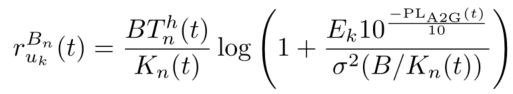 $r_{u_k}^{B_n}(t) = \frac{BT_n^h(t)}{K_n(t)} \log\left(1 + \frac{E_k 10^{\frac{-\mathrm{PL}_{\mathrm{A2G}}(t)}{10}}}{\sigma^2(B/K_n(t))}\right)$